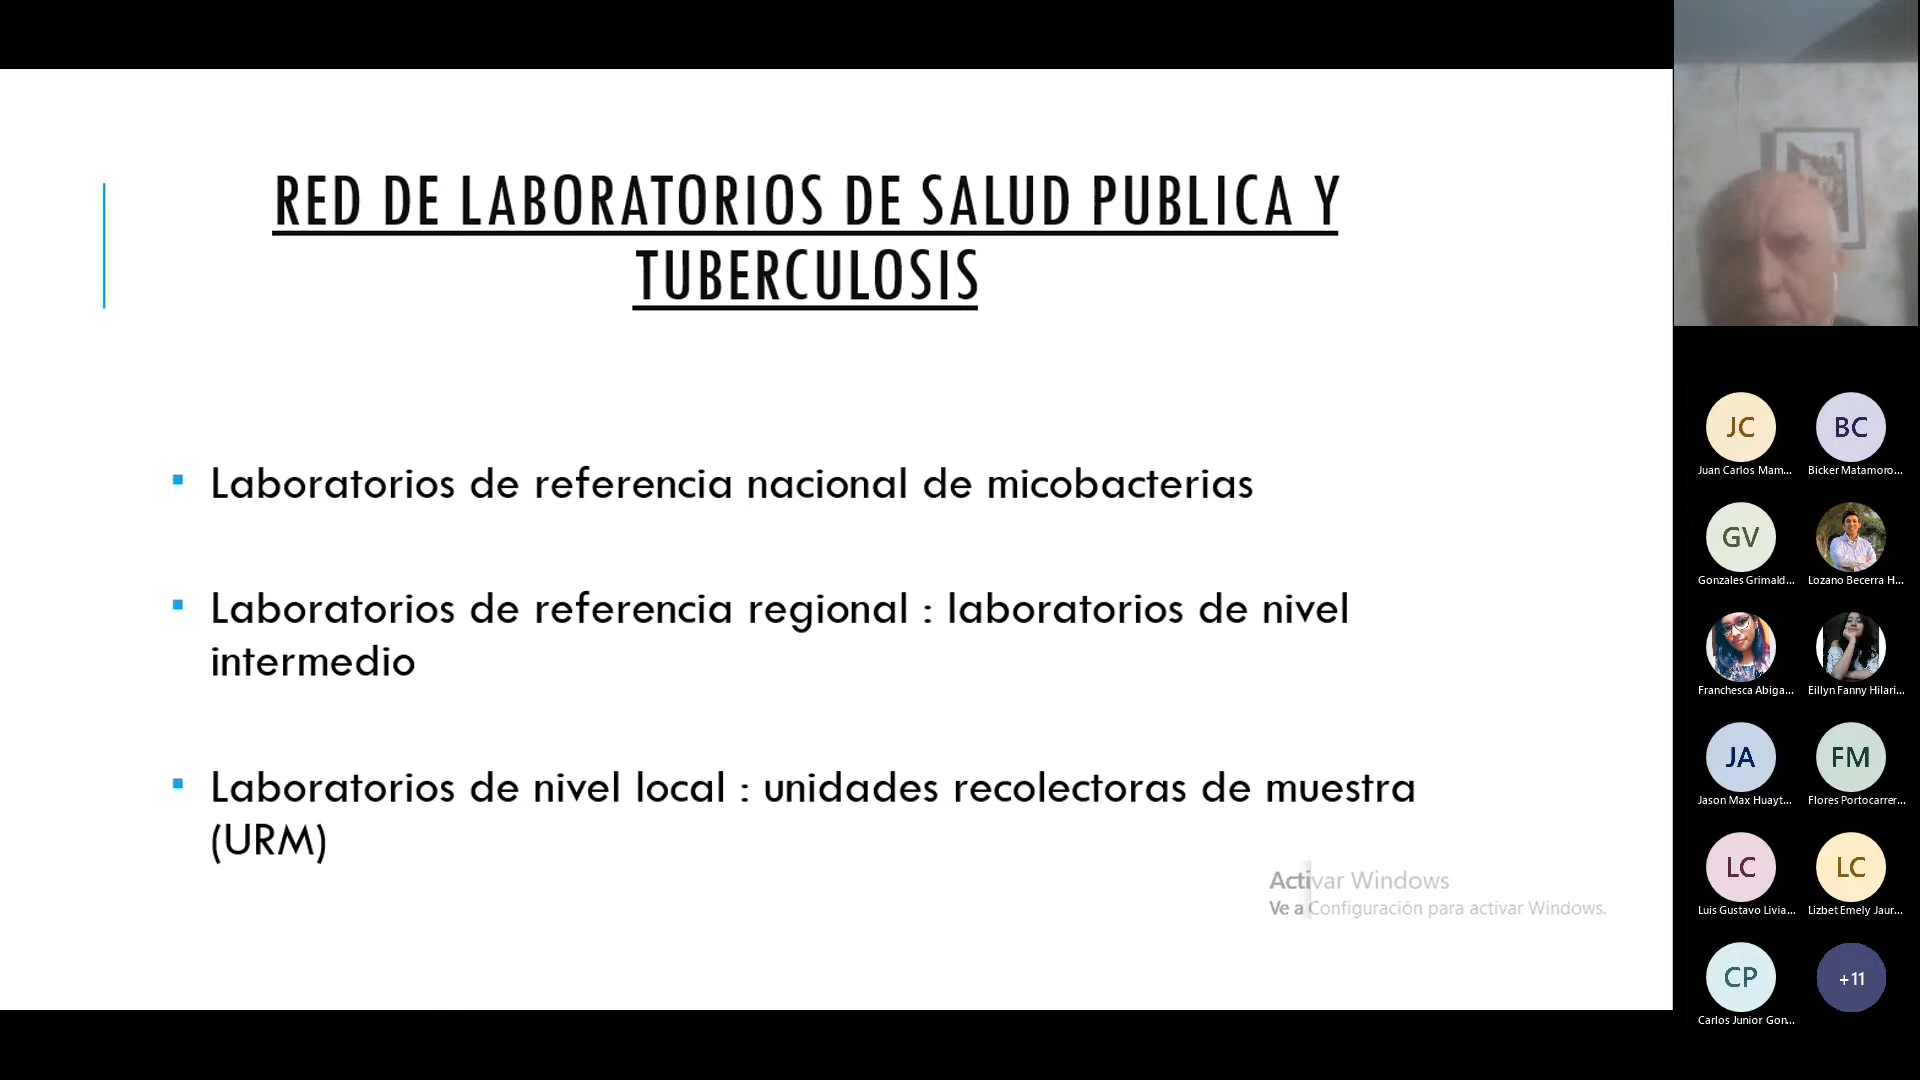 RED DE LABORATORIOS DE SALUD PUBLICA Y
TUBERCULOSIS
Laboratorios de referencia nacional de micobacterias
Laboratorios de referencia regional : laboratorios de nivel
intermedio
Laboratorios de nivel local : unidades recolectoras de muestra
(URM)
Activar Windows
Ve a Configuración para activar Windows.
JC
BC
Juan Carlos Mam...
Bicker Matamoro...
GV
Gonzales Grimald...
Lozano Becerra H...
Franchesca Abiga...
Eillyn Fanny Hilari...
JA
FM
Jason Max Huayt...
Flores Portocarrer...
LC
LC
Luis Gustavo Livia...
Lizbet Emely Jaur...
CP
+11
Carlos Junior Gon...